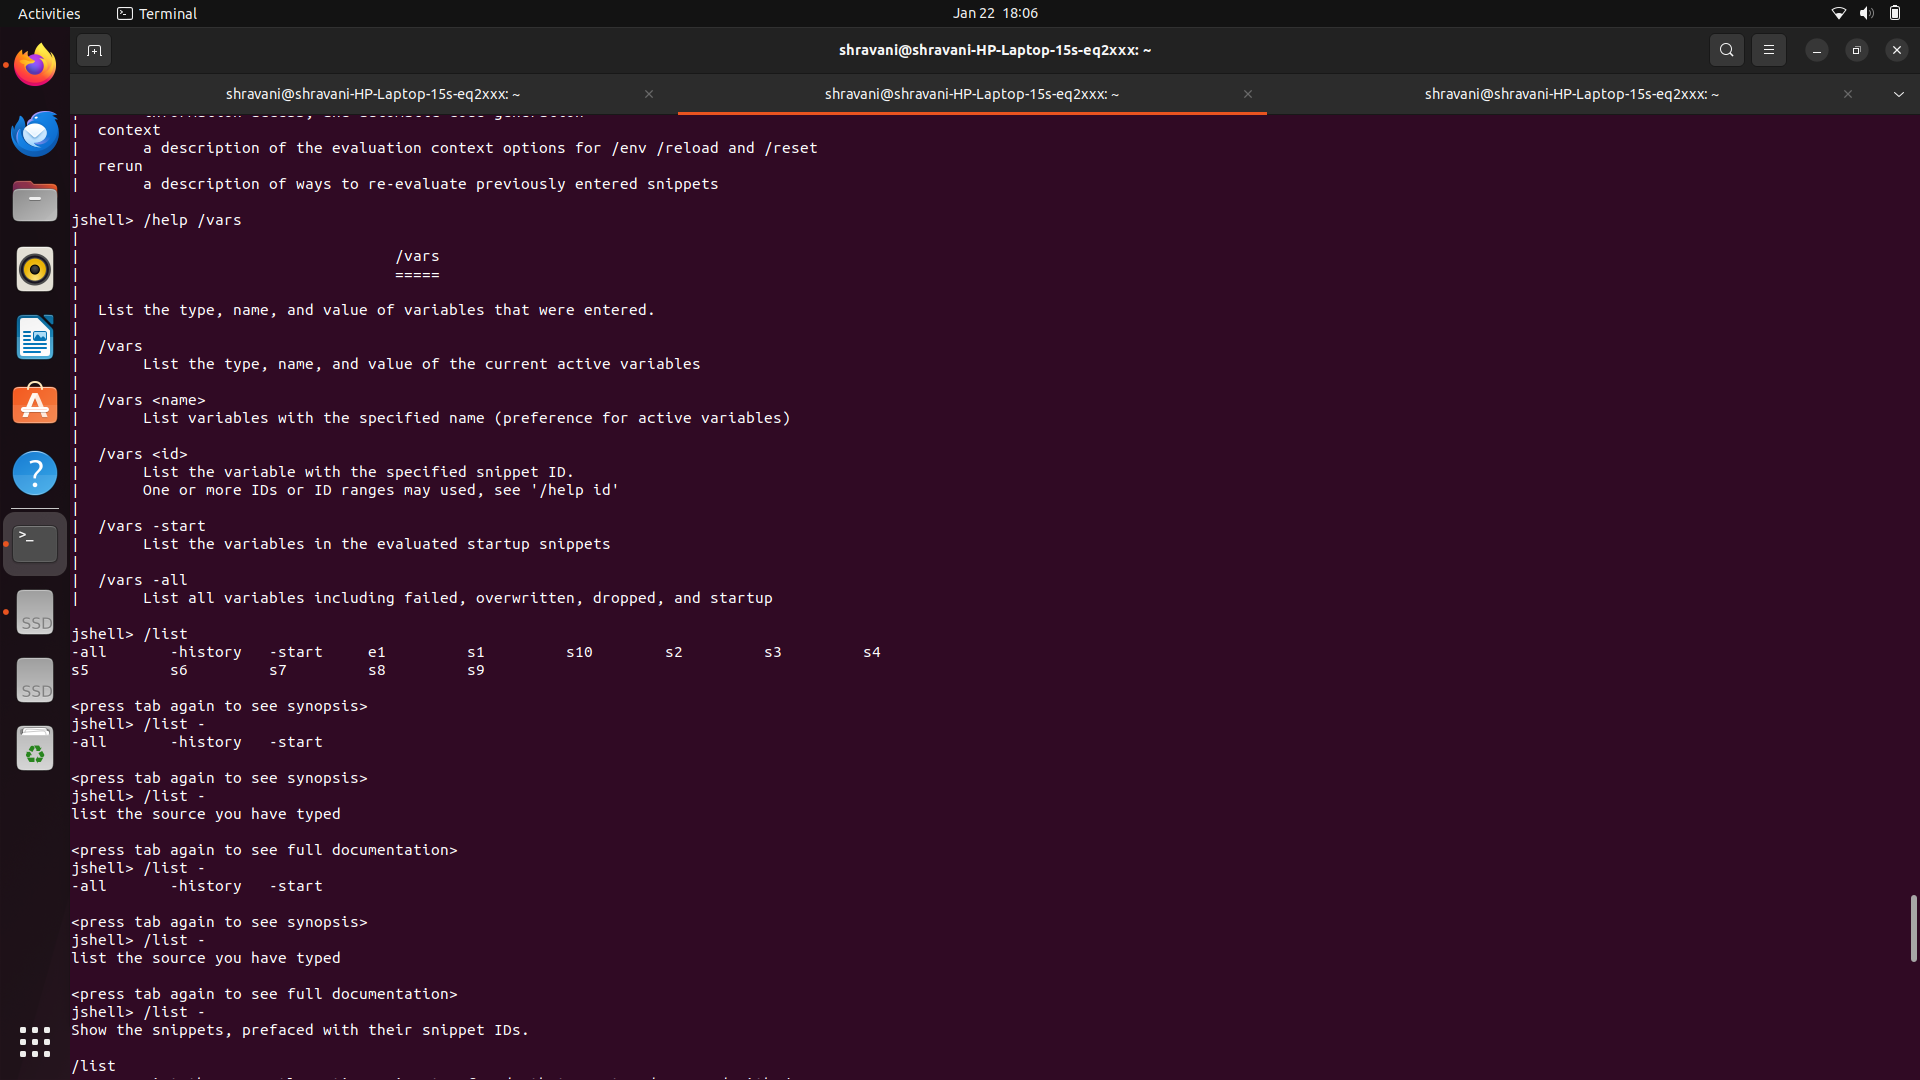 Activities
Terminal
Jan 22 18:06
shravani@shravani-HP-Laptop-15s-eq2xxx: ~
shravani@shravani-HP-Laptop-15s-eq2xxx: ~
shravani@shravani-HP-Laptop-15s-eq2xxx: ~
shravani@shravani-HP-Laptop-15s-eq2xxx: ~
| context
| a description of the evaluation context options for /env /reload and /reset
| rerun
| a description of ways to re-evaluate previously entered snippets
jshell> /help /vars
|
| /vars
| =====
|
| List the type, name, and value of variables that were entered.
|
| /vars
| List the type, name, and value of the current active variables
|
| /vars <name>
| List variables with the specified name (preference for active variables)
|
| /vars <id>
| List the variable with the specified snippet ID.
| One or more IDs or ID ranges may used, see '/help id'
|
| /vars -start
| List the variables in the evaluated startup snippets
|
| /vars -all
| List all variables including failed, overwritten, dropped, and startup
jshell> /list
-all -history -start e1 s1 s10 s2 s3 s4
s5 s6 s7 s8 s9
<press tab again to see synopsis>
jshell> /list -
-all -history -start
<press tab again to see synopsis>
jshell> /list -
list the source you have typed
<press tab again to see full documentation>
jshell> /list -
-all -history -start
<press tab again to see synopsis>
jshell> /list -
list the source you have typed
<press tab again to see full documentation>
jshell> /list -
Show the snippets, prefaced with their snippet IDs.
/list
SSD
SSD